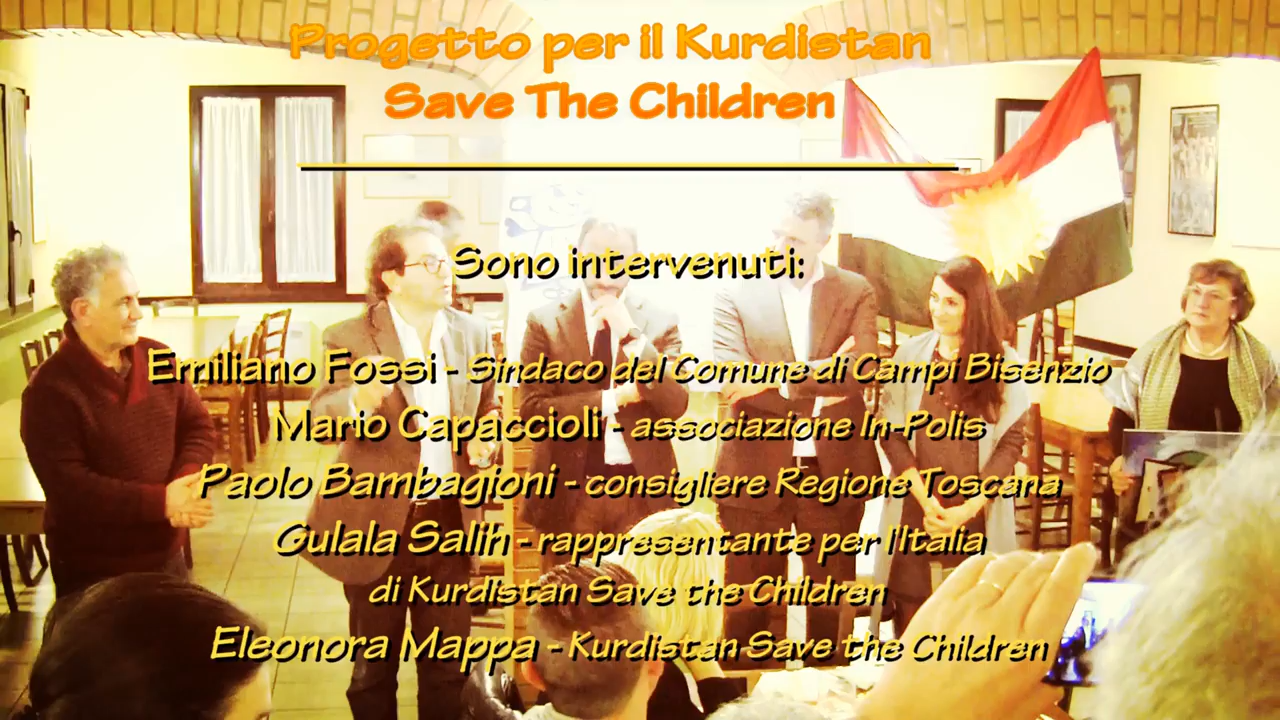 Progetto per il Kurdistan
Save The Children
Sono intervenuti:
Emiliano Fossi - Sindaco del Comune di Campi Bisenzio
Mario Capaccioli - associazione In-Polis
Paolo Bambagioni - consigliere Regione Toscana
Gulala Salih - rappresentante per l'Italia
di Kurdistan Save the Children
Eleonora Mappa - Kurdistan Save the Children